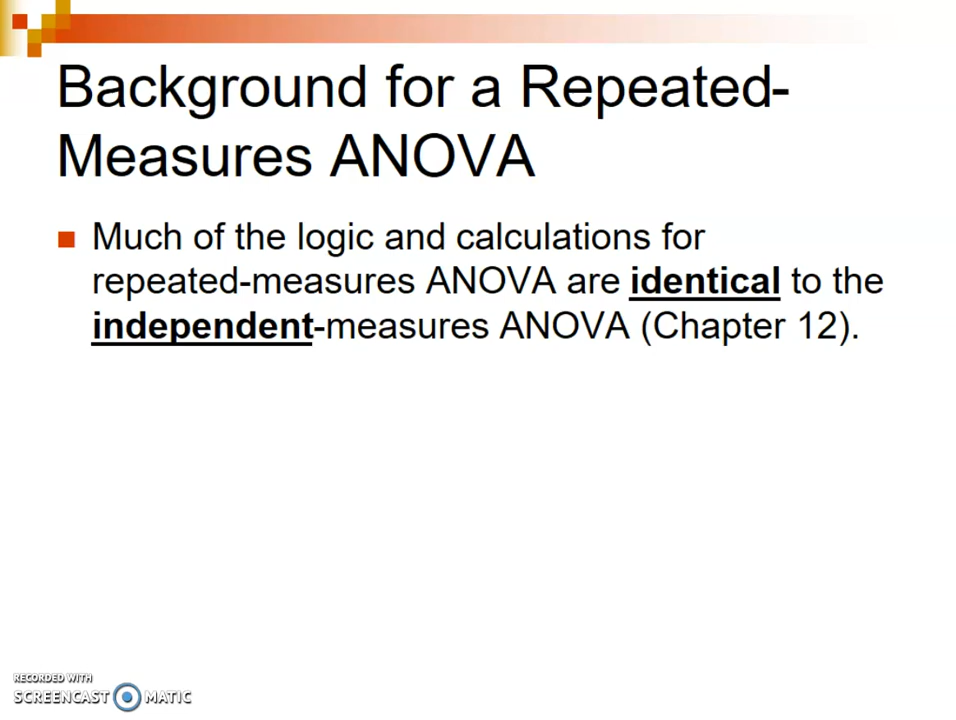 Background for a Repeated-
Measures ANOVA
Much of the logic and calculations for
repeated-measures ANOVA are identical to the
independent-measures ANOVA (Chapter 12).
RECORDED WITH
SCREENCAST MATIC